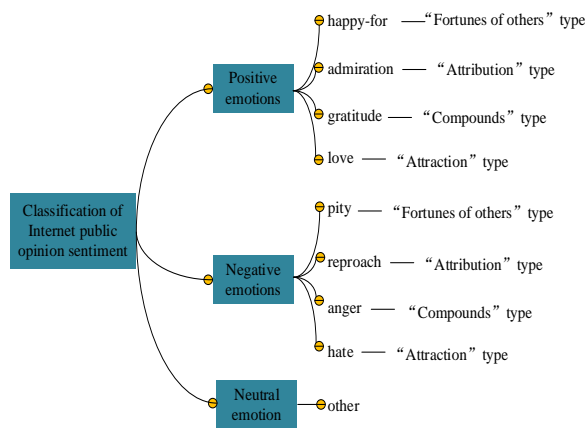 Classification of
Internet public
opinion sentiment
Positive
emotions
happy-for “Fortunes of others” type
admiration “Attribution” type
gratitude “Compounds” type
love “Attraction” type
Negative
emotions
pity “Fortunes of others” type
reproach “Attribution” type
anger “Compounds” type
hate “Attraction” type
Neutral
emotion
other